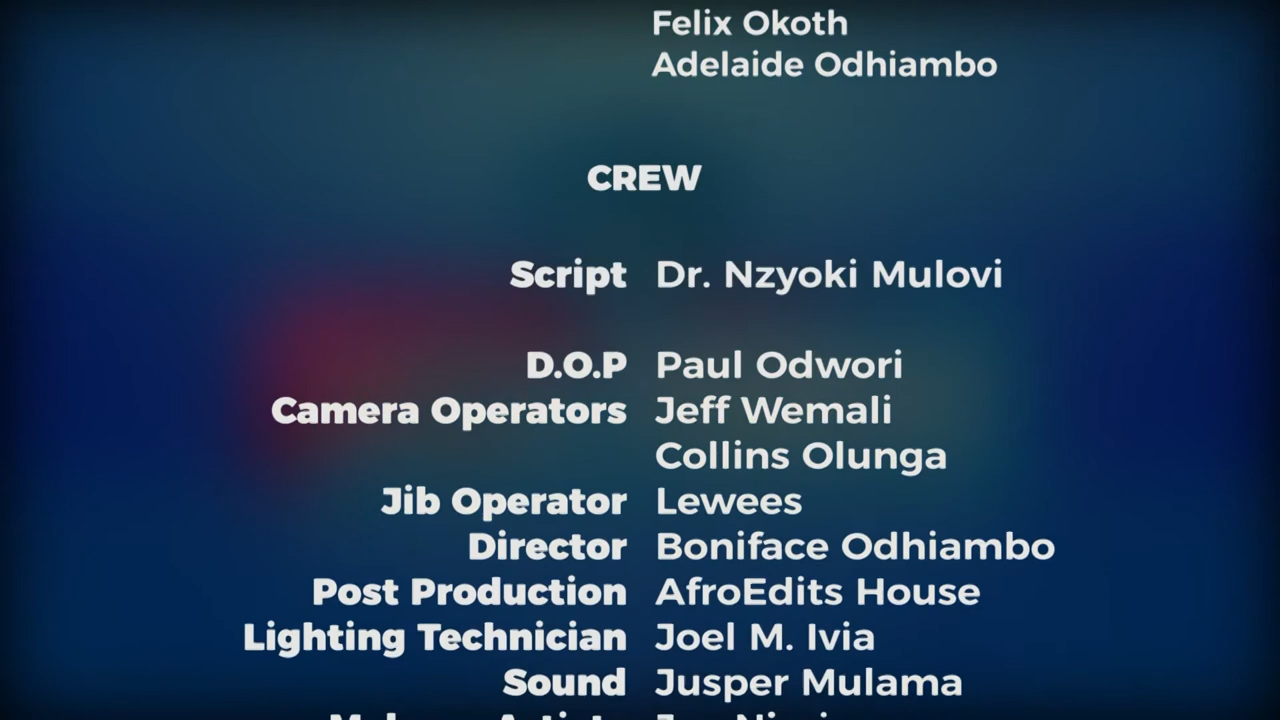 Felix Okoth
Adelaide Odhiambo
CREW
Script Dr. Nzyoki Mulovi
D.O.P Paul Odwori
Camera Operators Jeff Wemali
Collins Olunga
Jib Operator Lewees
Director Boniface Odhiambo
Post Production AfroEdits House
Lighting Technician Joel M. Ivia
Sound Jusper Mulama